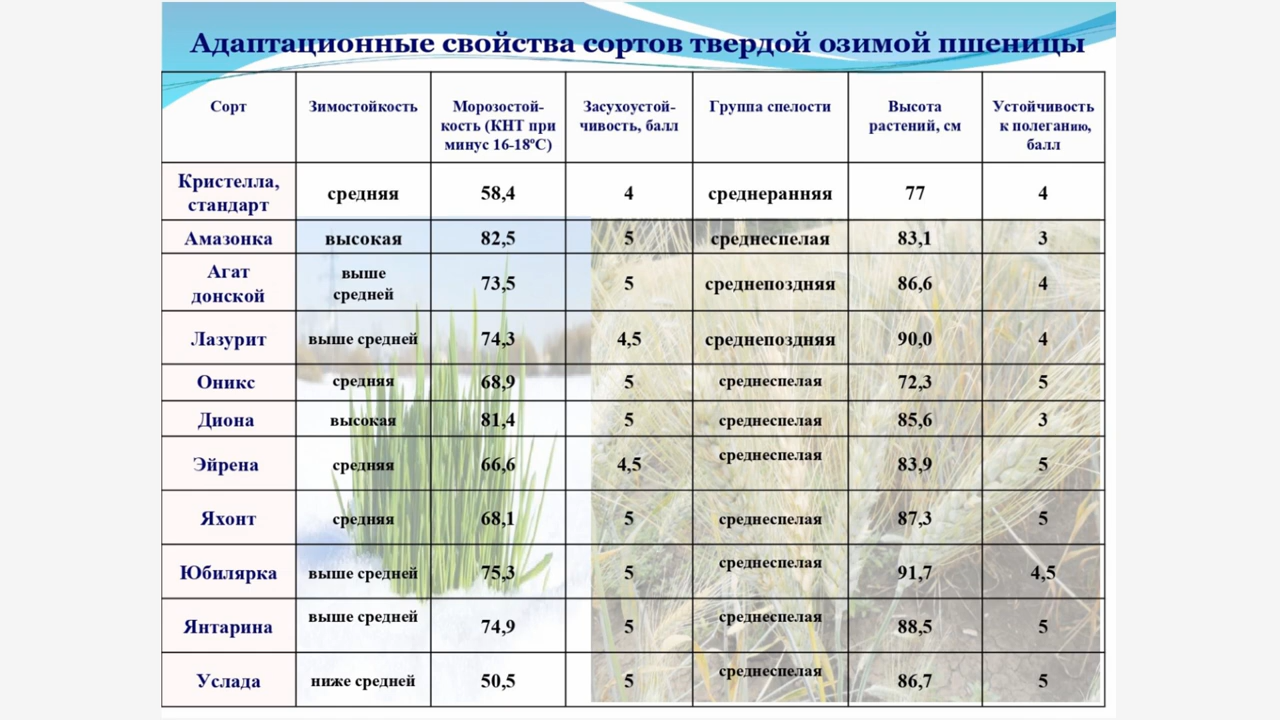 Адаптационные свойства сортов твердой озимой пшеницы
Сорт
Зимостойкость
Морозостой-
кость (КНТ при
минус 16-18ºС)
Засухоустой-
чивость, балл
Группа спелости
Высота
растений, см
Устойчивость
к полеганию,
балл
Кристелла,
стандарт
средняя
58,4
4
среднеранняя
77
4
Амазонка
высокая
82,5
5
среднеспелая
83,1
3
Агат
донской
выше
средней
73,5
5
среднепоздняя
86,6
4
Лазурит
выше средней
74,3
4,5
среднепоздняя
90,0
4
Оникс
средняя
68,9
5
среднеспелая
72,3
5
Диона
высокая
81,4
5
среднеспелая
85,6
3
Эйрена
средняя
66,6
4,5
среднеспелая
83,9
5
Яхонт
средняя
68,1
5
среднеспелая
87,3
5
Юбилярка
выше средней
75,3
5
среднеспелая
91,7
4,5
Янтарина
выше средней
74,9
5
среднеспелая
88,5
5
Услада
ниже средней
50,5
5
среднеспелая
86,7
5